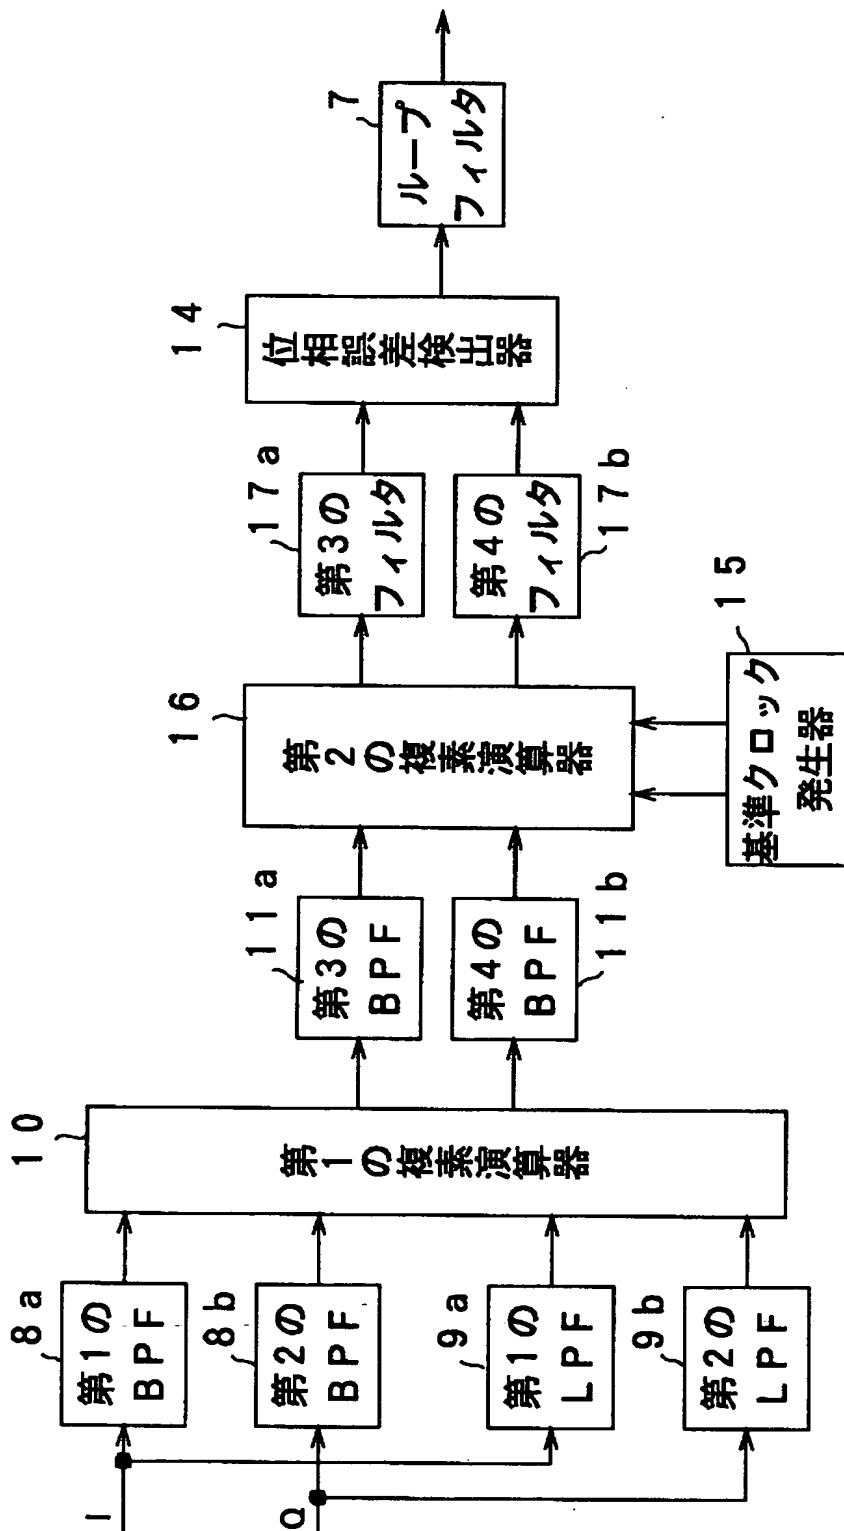 I
Q
8a
第1の
BPF
8b
第2の
BPF
9a
第1の
LPF
9b
第2の
LPF
10
第1の複素演算器
11a
第3の
BPF
第4の
BPF
11b
16
第2の複素演算器
基準クロック
発生器
15
17a
第3の
フィルタ
第4の
フィルタ
17b
14
位相誤差検出器
7
ループ
フィルタ